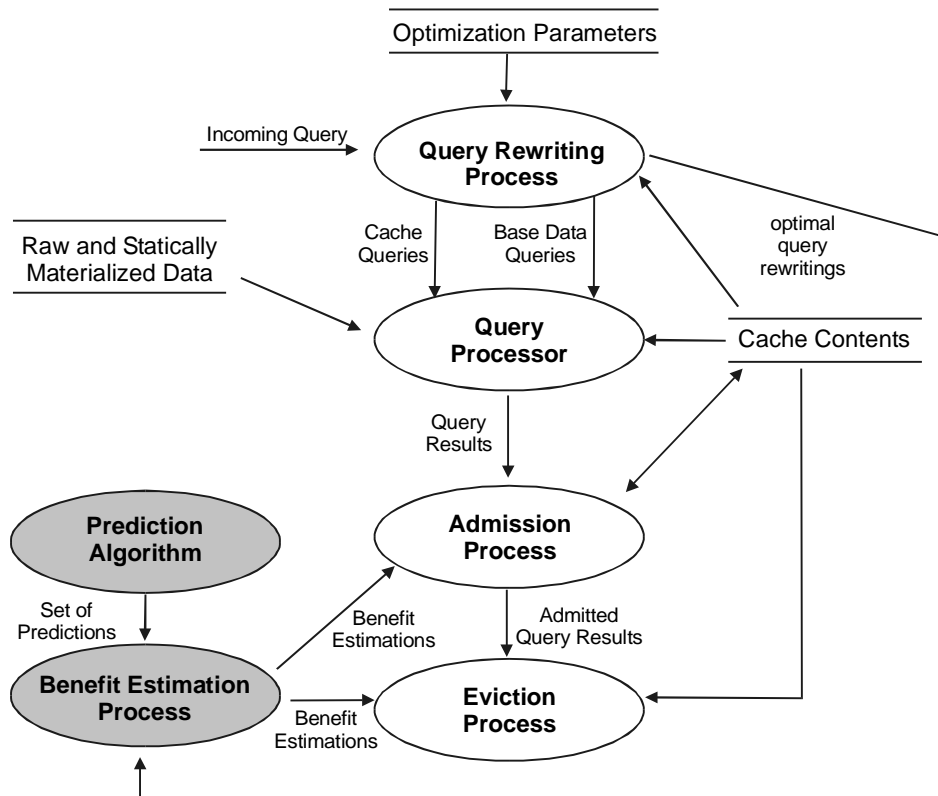 Optimization Parameters
Incoming Query
Query Rewriting
Process
Cache
Queries
Base Data
Queries
optimal
query
rewritings
Raw and Statically
Materialized Data
Query
Processor
Cache Contents
Query
Results
Prediction
Algorithm
Admission
Process
Set of
Predictions
Benefit
Estimations
Admitted
Query Results
Benefit Estimation
Process
Benefit
Estimations
Eviction
Process